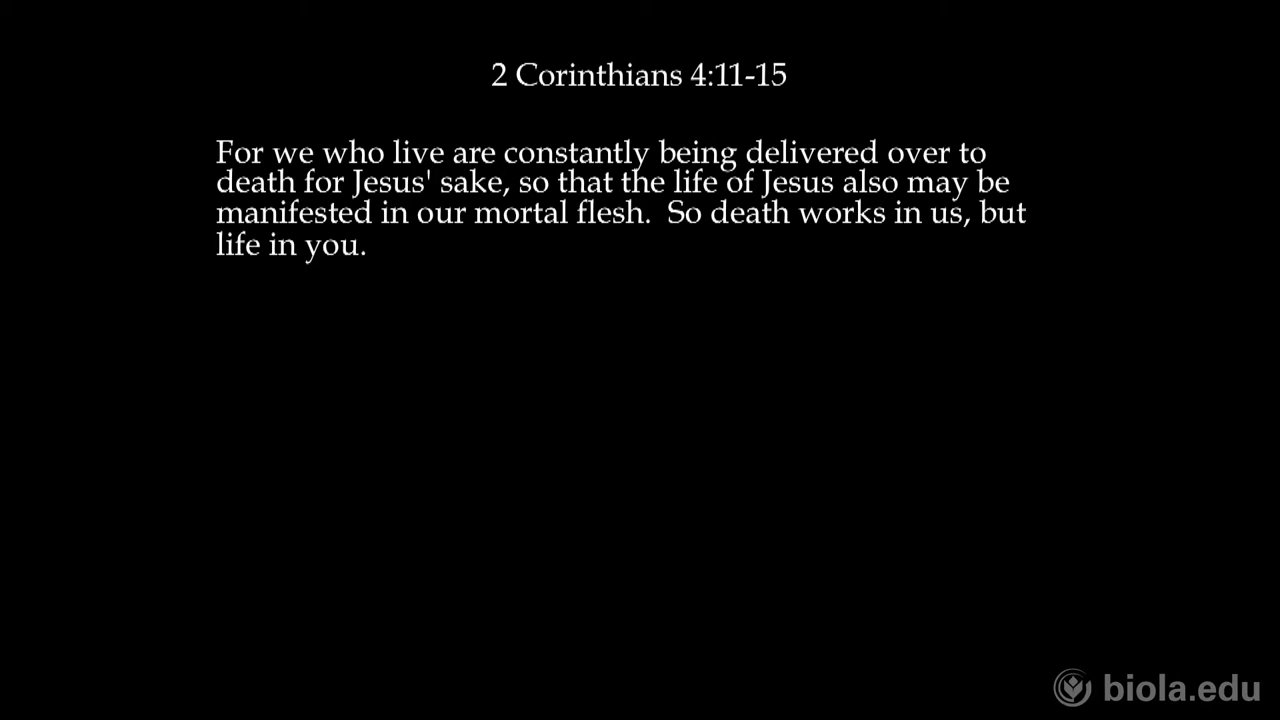 2 Corinthians 4:11-15
For we who live are constantly being delivered over to
death for Jesus' sake, so that the life of Jesus also may be
manifested in our mortal flesh.  So death works in us, but
life in you.
biola.edu